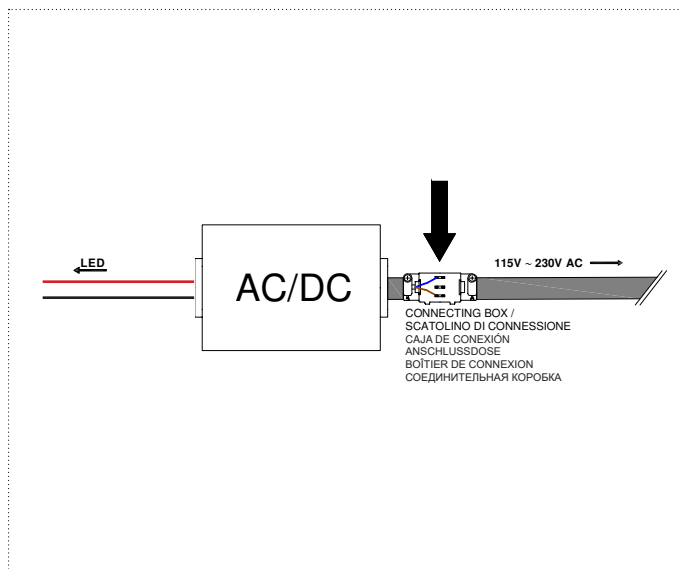 LED
AC/DC
115V ~ 230V AC
CONNECTING BOX /
SCATOLINO DI CONNESSIONE
CAJA DE CONEXIÓN
ANSCHLUSSDOSE
BOÎTIER DE CONNEXION
СОЕДИНИТЕЛЬНАЯ КОРОБКА